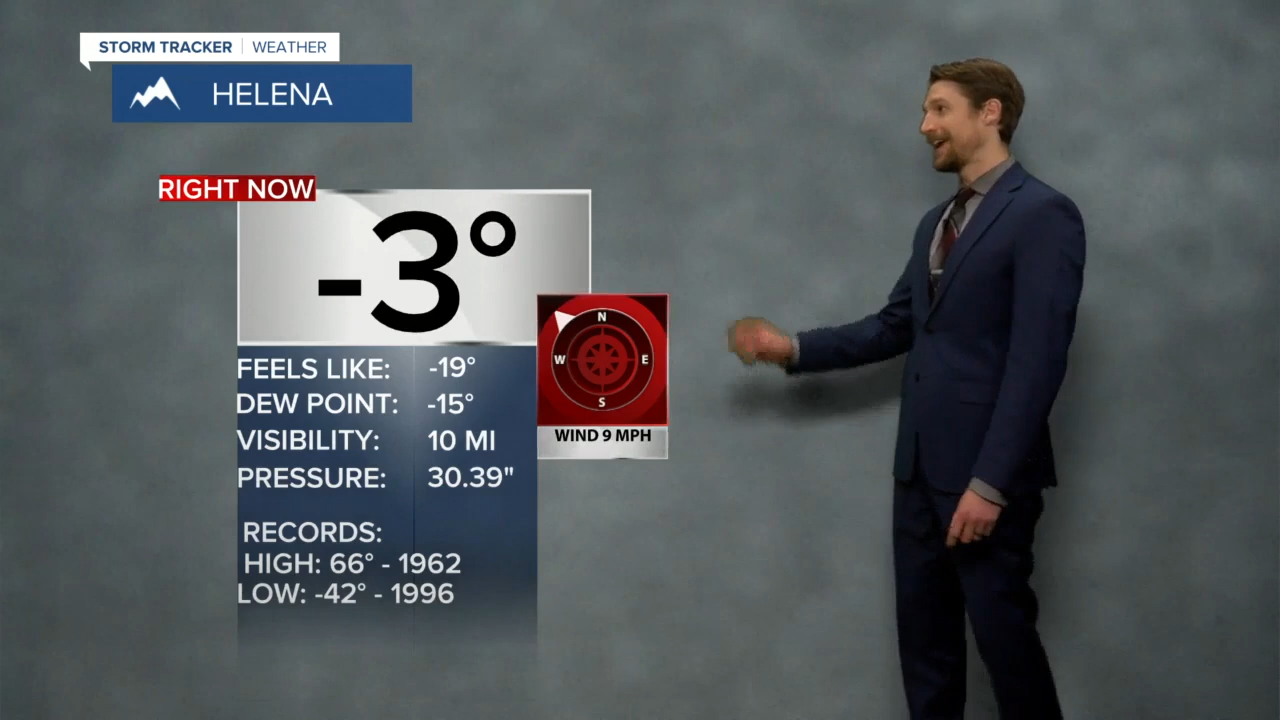 STORM TRACKER | WEATHER
HELENA
RIGHT NOW
-3°
FEELS LIKE: -19°
DEW POINT: -15°
VISIBILITY: 10 MI
PRESSURE: 30.39"
N
W E
S
WIND 9 MPH
RECORDS:
HIGH: 66° - 1962
LOW: -42° - 1996